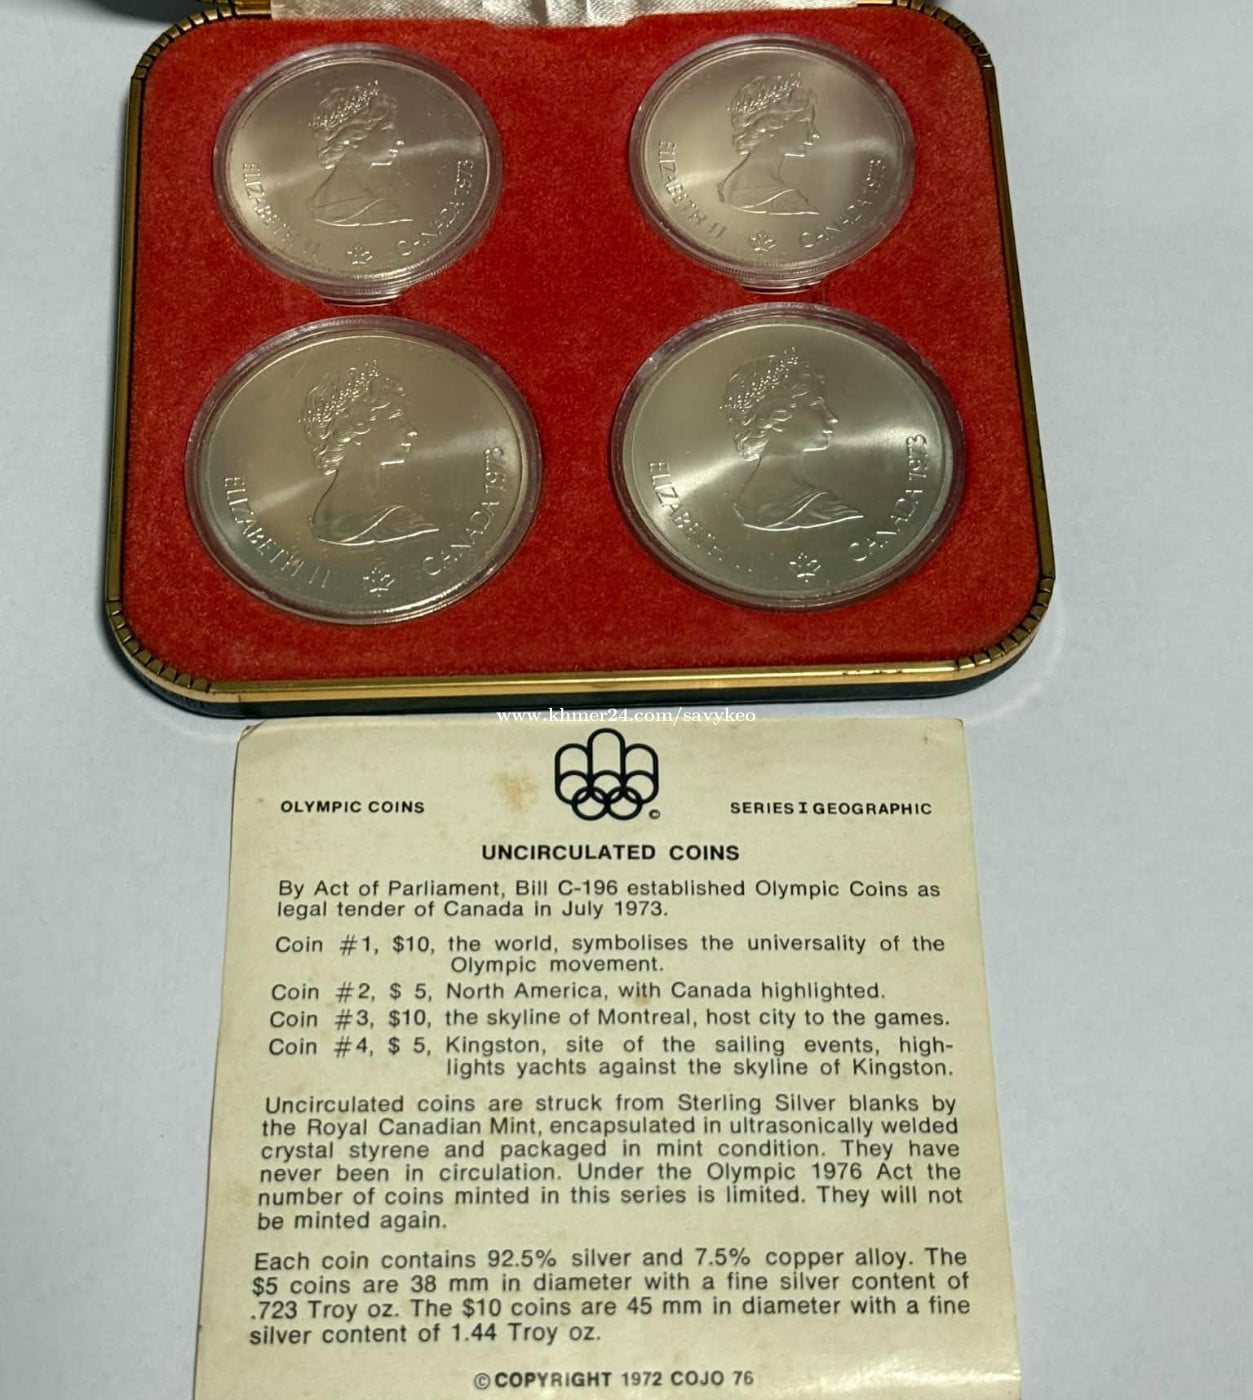 ELIZABETH II CANADA 1973
ELIZABETH II CANADA 1973
ELIZABETH II CANADA 1973
ELIZABETH CANADA 1973
www.khmer24.com/savykeo
©
OLYMPIC COINS
SERIES I GEOGRAPHIC
UNCIRCULATED COINS
By Act of Parliament, Bill C-196 established Olympic Coins as
legal tender of Canada in July 1973.
Coin #1, $10, the world, symbolises the universality of the
Olympic movement.
Coin #2, $ 5, North America, with Canada highlighted.
Coin #3, $10, the skyline of Montreal, host city to the games.
Coin #4, $ 5, Kingston, site of the sailing events, high-
lights yachts against the skyline of Kingston.
Uncirculated coins are struck from Sterling Silver blanks by
the Royal Canadian Mint, encapsulated in ultrasonically welded
crystal styrene and packaged in mint condition. They have
never been in circulation. Under the Olympic 1976 Act the
number of coins minted in this series is limited. They will not
be minted again.
Each coin contains 92.5% silver and 7.5% copper alloy. The
$5 coins are 38 mm in diameter with a fine silver content of
.723 Troy oz. The $10 coins are 45 mm in diameter with a fine
silver content of 1.44 Troy oz.
© COPYRIGHT 1972 COJO 76